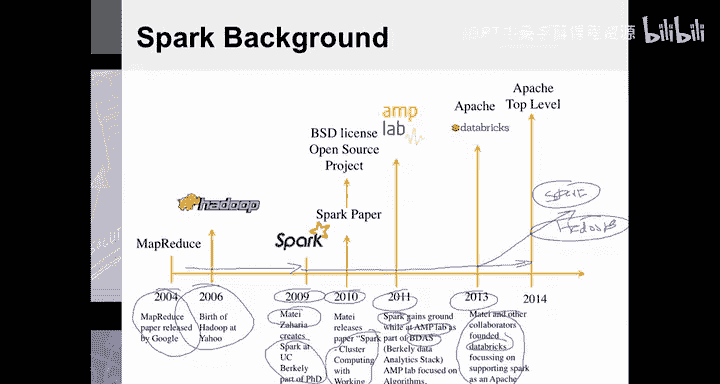 Spark Background
bilibili
Apache
Top Level
amp
lab
Apache
databricks
BSD license
Open Source
Project
hadoop
Spark Paper
MapReduce
Spark
2004
2006
2009
2010
2011
2013
2014
MapReduce
paper released
by Google
Birth of
Hadoop at
Yahoo
Matei
Zaharia
creates
Spark at
UC
Berkely
part of PhD
Matei
releases
paper "Spark
: Cluster
Computing with
Working
Spark gains
ground
while at AMP lab as
part of BDAS
(Berkely data
Analytics Stack)
AMP lab focused on
Algorithms,
Matei and other
collaborators
founded
databricks
focussing on
supporting spark
as an Apache